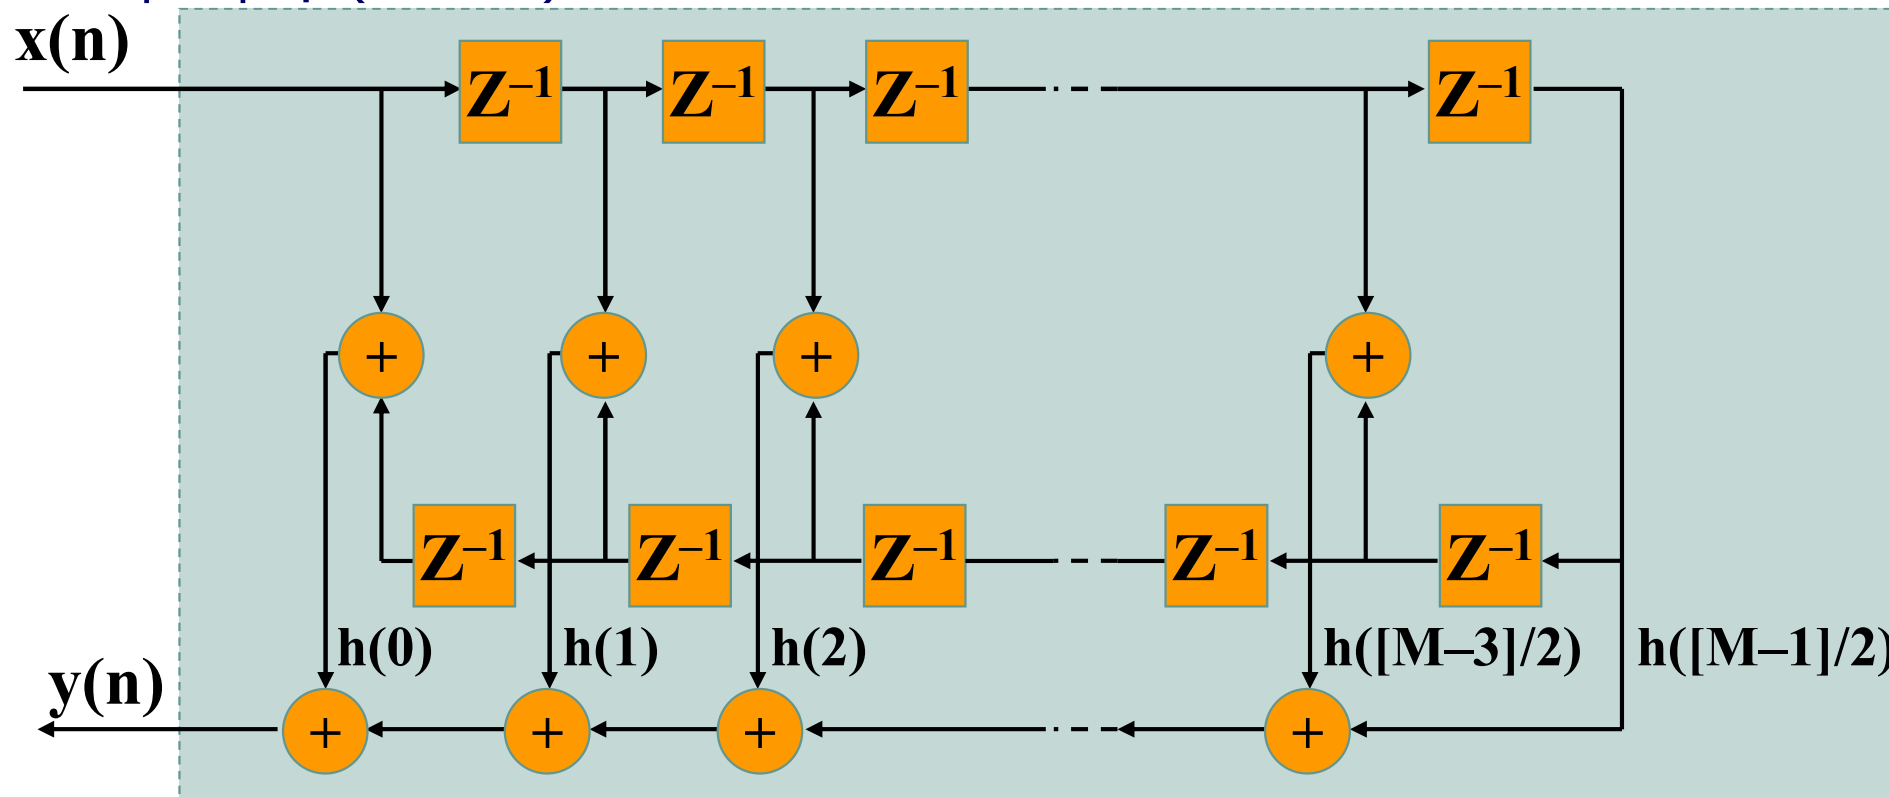 x(n)
Z⁻¹ Z⁻¹ Z⁻¹ Z⁻¹
+ + + +
Z⁻¹ Z⁻¹ Z⁻¹ Z⁻¹ Z⁻¹
h(0) h(1) h(2) h([M–3]/2) h([M–1]/2)
y(n)
+ + + +